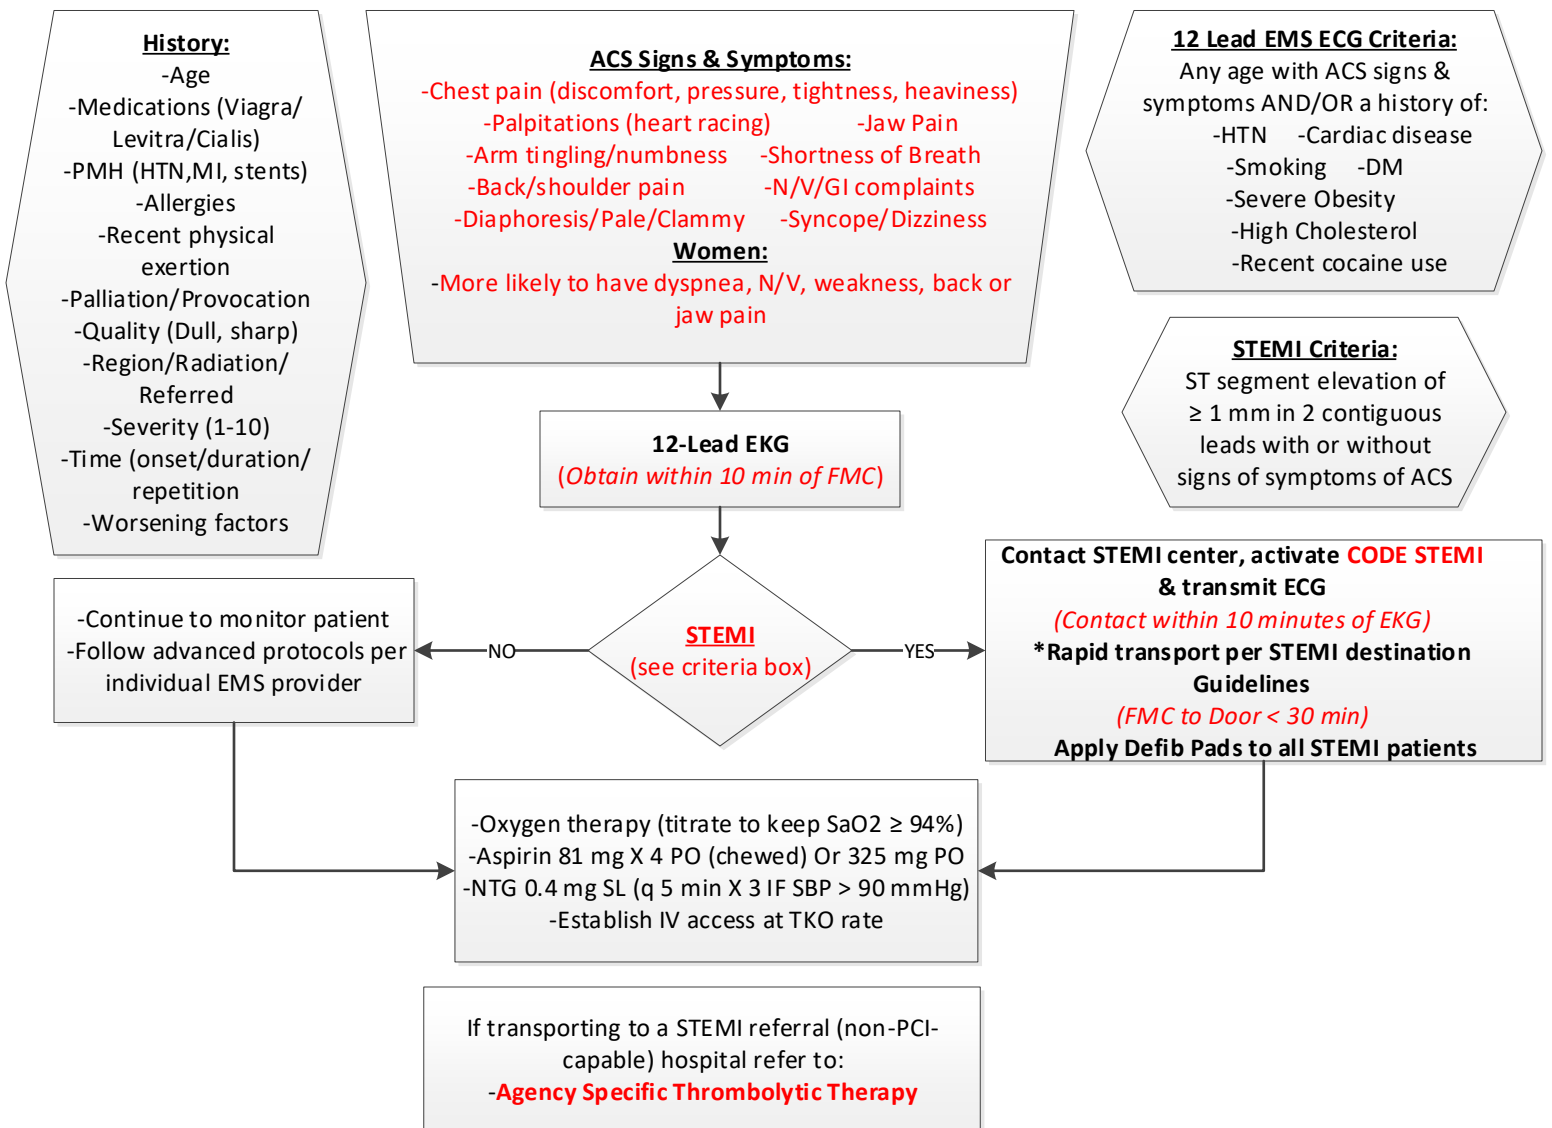 History:
-Age
-Medications (Viagra/
Levitra/Cialis)
-PMH (HTN,MI, stents)
-Allergies
-Recent physical
exertion
-Palliation/Provocation
-Quality (Dull, sharp)
-Region/Radiation/
Referred
-Severity (1-10)
-Time (onset/duration/
repetition
-Worsening factors
ACS Signs & Symptoms:
-Chest pain (discomfort, pressure, tightness, heaviness)
-Palpitations (heart racing) -Jaw Pain
-Arm tingling/numbness -Shortness of Breath
-Back/shoulder pain -N/V/GI complaints
-Diaphoresis/Pale/Clammy -Syncope/Dizziness
Women:
-More likely to have dyspnea, N/V, weakness, back or
jaw pain
12 Lead EMS ECG Criteria:
Any age with ACS signs &
symptoms AND/OR a history of:
-HTN -Cardiac disease
-Smoking -DM
-Severe Obesity
-High Cholesterol
-Recent cocaine use
STEMI Criteria:
ST segment elevation of
≥ 1 mm in 2 contiguous
leads with or without
signs of symptoms of ACS
12-Lead EKG
(Obtain within 10 min of FMC)
STEMI
(see criteria box)
NO
YES
-Continue to monitor patient
-Follow advanced protocols per
individual EMS provider
Contact STEMI center, activate CODE STEMI
& transmit ECG
(Contact within 10 minutes of EKG)
*Rapid transport per STEMI destination
Guidelines
(FMC to Door < 30 min)
Apply Defib Pads to all STEMI patients
-Oxygen therapy (titrate to keep SaO2 ≥ 94%)
-Aspirin 81 mg X 4 PO (chewed) Or 325 mg PO
-NTG 0.4 mg SL (q 5 min X 3 IF SBP > 90 mmHg)
-Establish IV access at TKO rate
If transporting to a STEMI referral (non-PCI-
capable) hospital refer to:
-Agency Specific Thrombolytic Therapy